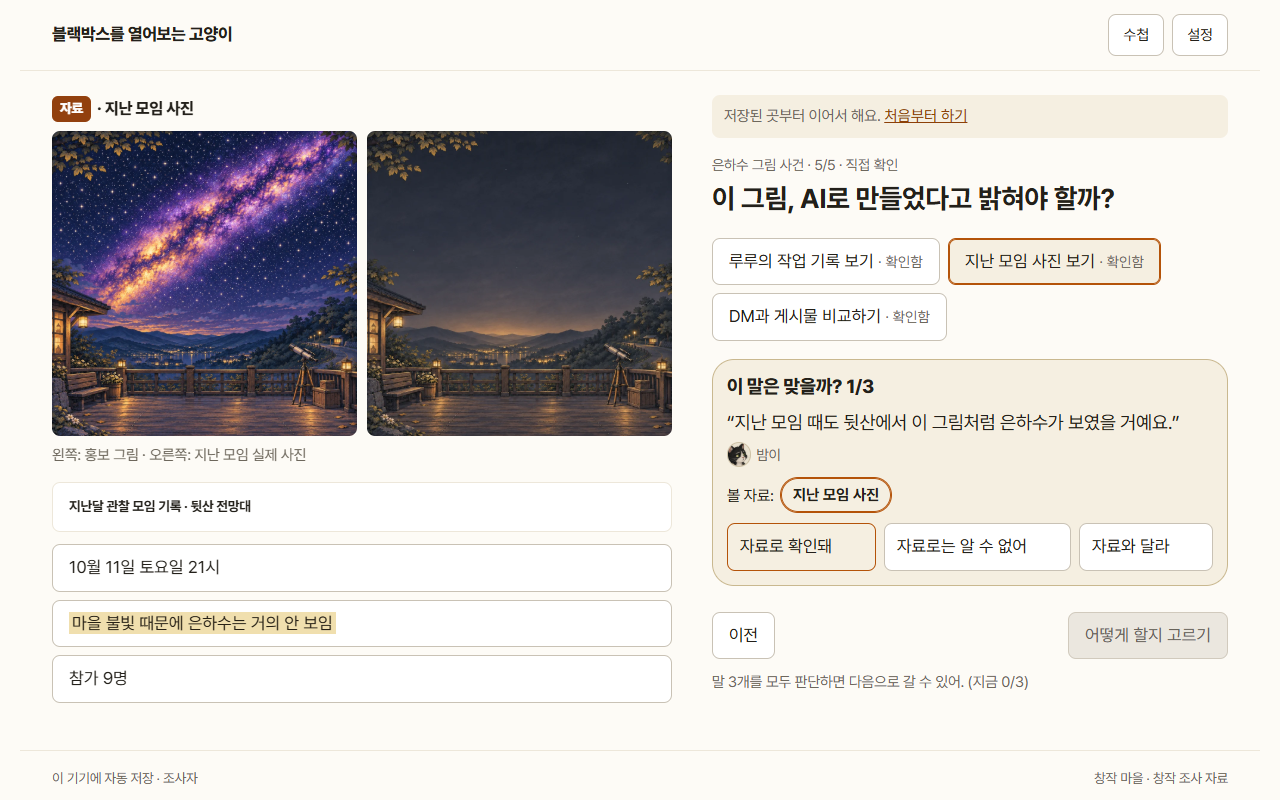 블랙박스를 열어보는 고양이
수첩
설정
자료 · 지난 모임 사진
왼쪽: 홍보 그림 · 오른쪽: 지난 모임 실제 사진
지난달 관찰 모임 기록 · 뒷산 전망대
10월 11일 토요일 21시
마을 불빛 때문에 은하수는 거의 안 보임
참가 9명
저장된 곳부터 이어서 해요. 처음부터 하기
은하수 그림 사건 · 5/5 · 직접 확인
이 그림, AI로 만들었다고 밝혀야 할까?
루루의 작업 기록 보기 · 확인함
지난 모임 사진 보기 · 확인함
DM과 게시물 비교하기 · 확인함
이 말은 맞을까? 1/3
“지난 모임 때도 뒷산에서 이 그림처럼 은하수가 보였을 거예요.”
밤이
볼 자료: 지난 모임 사진
자료로 확인돼
자료로는 알 수 없어
자료와 달라
이전
어떻게 할지 고르기
말 3개를 모두 판단하면 다음으로 갈 수 있어. (지금 0/3)
이 기기에 자동 저장 · 조사자
창작 마을 · 창작 조사 자료